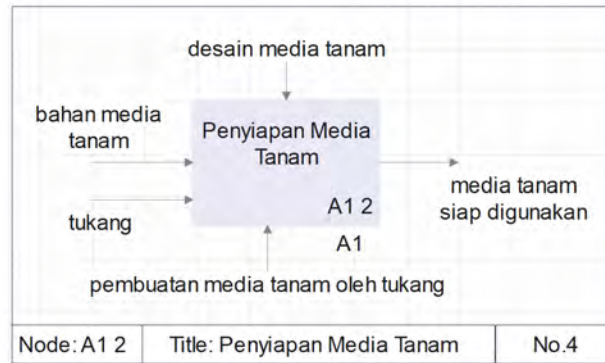 desain media tanam
bahan media
tanam
Penyiapan Media
Tanam
media tanam
siap digunakan
tukang
A1 2
A1
pembuatan media tanam oleh tukang
Node: A1 2
Title: Penyiapan Media Tanam
No.4